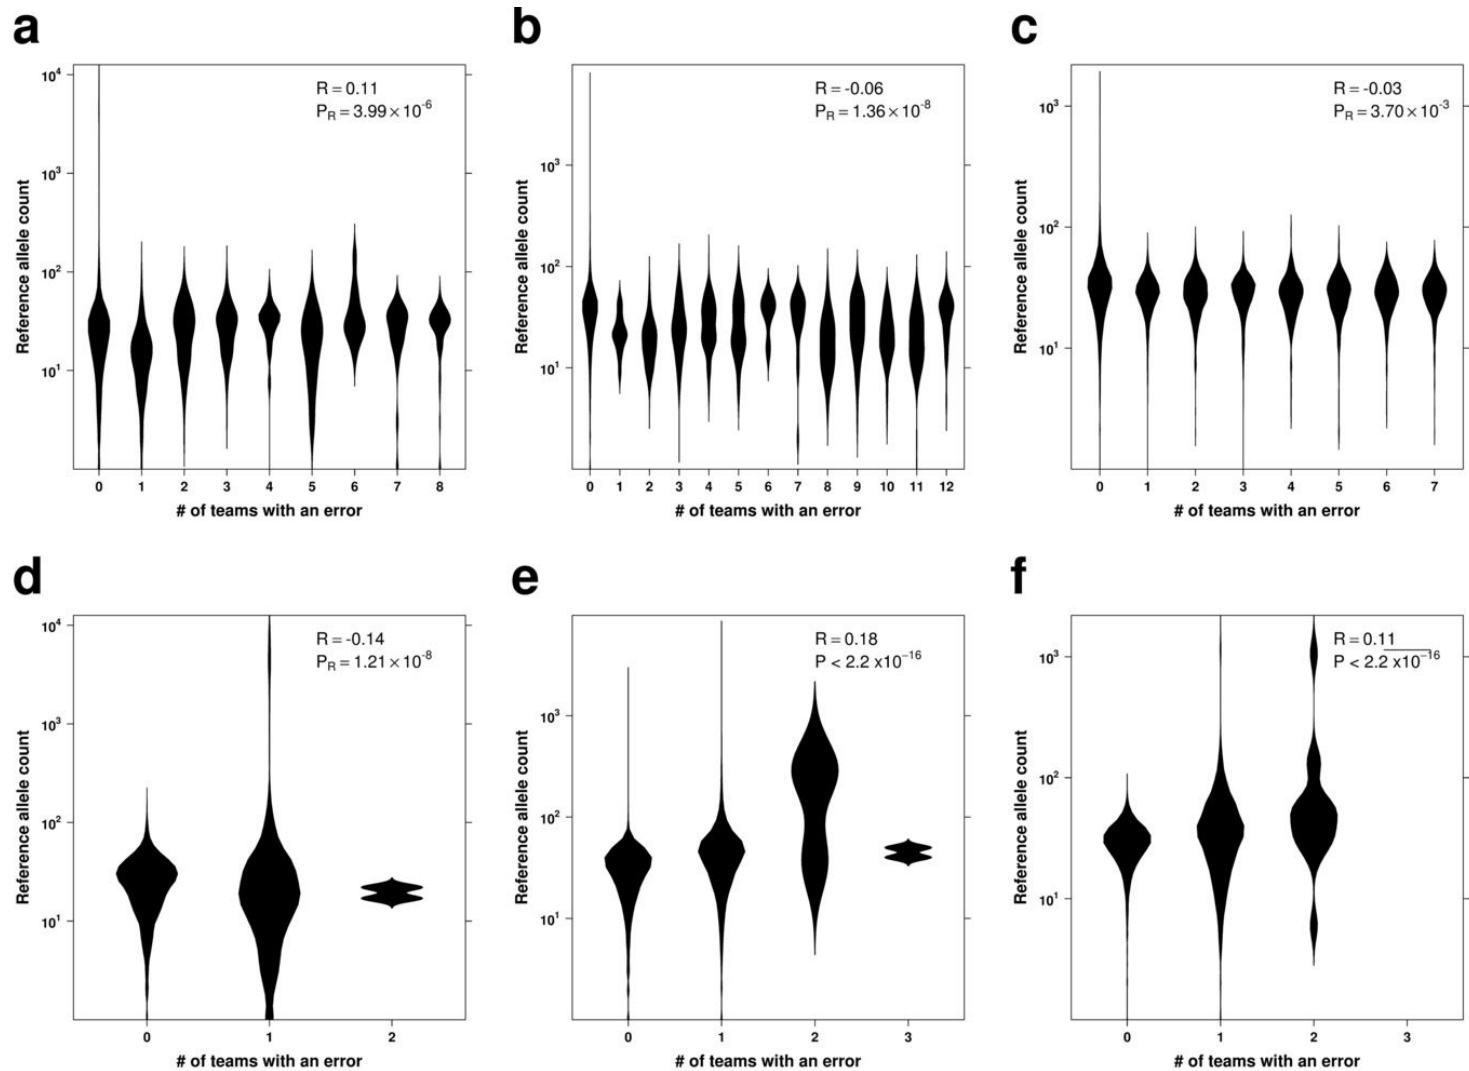 a
R = 0.11
P_R = 3.99 × 10^-6
10^4
10^3
10^2
10^1
Reference allele count
0 1 2 3 4 5 6 7 8
# of teams with an error
b
R = -0.06
P_R = 1.36 × 10^-8
10^3
10^2
10^1
Reference allele count
0 1 2 3 4 5 6 7 8 9 10 11 12
# of teams with an error
c
R = -0.03
P_R = 3.70 × 10^-3
10^3
10^2
10^1
Reference allele count
0 1 2 3 4 5 6 7
# of teams with an error
d
R = -0.14
P_R = 1.21 × 10^-8
10^4
10^3
10^2
10^1
Reference allele count
0 1 2
# of teams with an error
e
R = 0.18
P < 2.2 x10^-16
10^3
10^2
10^1
Reference allele count
0 1 2 3
# of teams with an error
f
R = 0.11
P < 2.2 x10^-16
10^3
10^2
10^1
Reference allele count
0 1 2 3
# of teams with an error